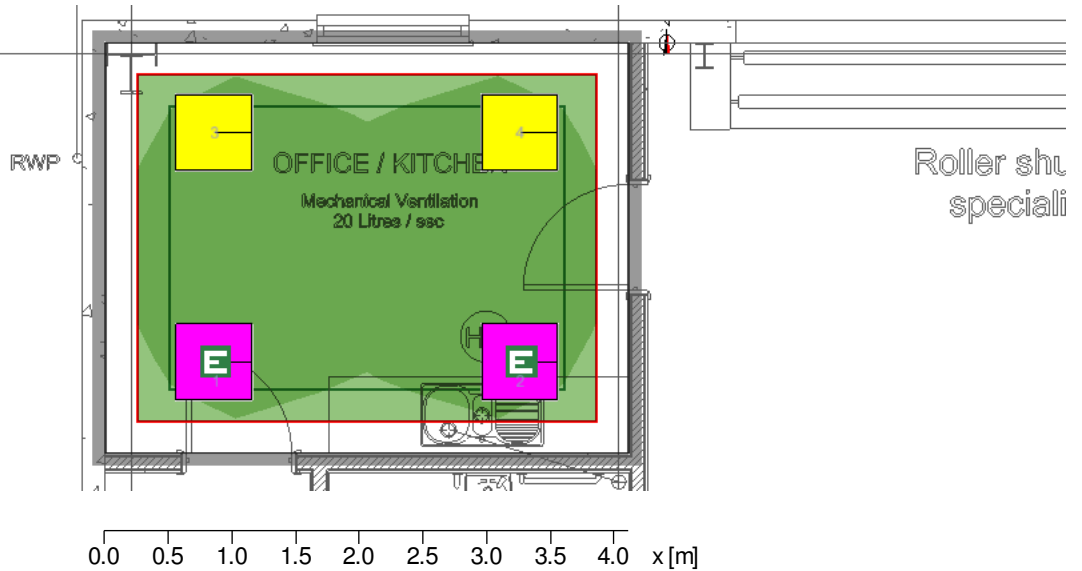 3
4
OFFICE / KITCHEN
RWP
Mechanical Ventilation
20 Litres / sec
Roller shu
speciali
H
E
E
1
2
0.0 0.5 1.0 1.5 2.0 2.5 3.0 3.5 4.0 x [m]